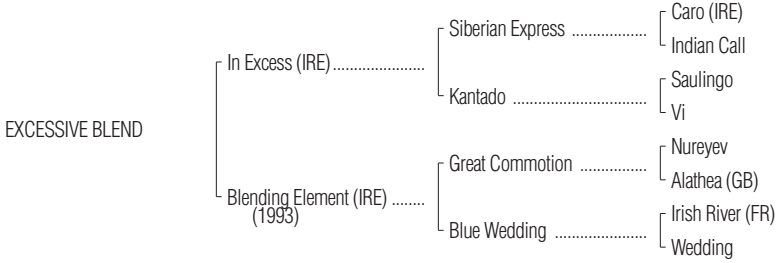 Caro (IRE)
Siberian Express ..................
Indian Call
In Excess (IRE)......................
Saulingo
Kantado ................................
Vi
EXCESSIVE BLEND
Nureyev
Great Commotion ................
Alathea (GB)
Blending Element (IRE) ........
(1993)
Irish River (FR)
Blue Wedding ......................
Wedding